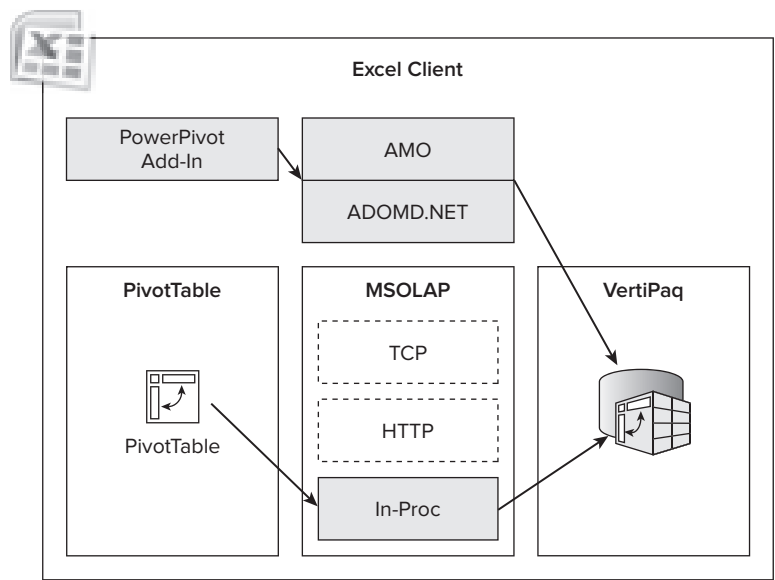 Excel Client
PowerPivot
Add-In
AMO
ADOMD.NET
PivotTable
PivotTable
MSOLAP
TCP
HTTP
In-Proc
VertiPaq